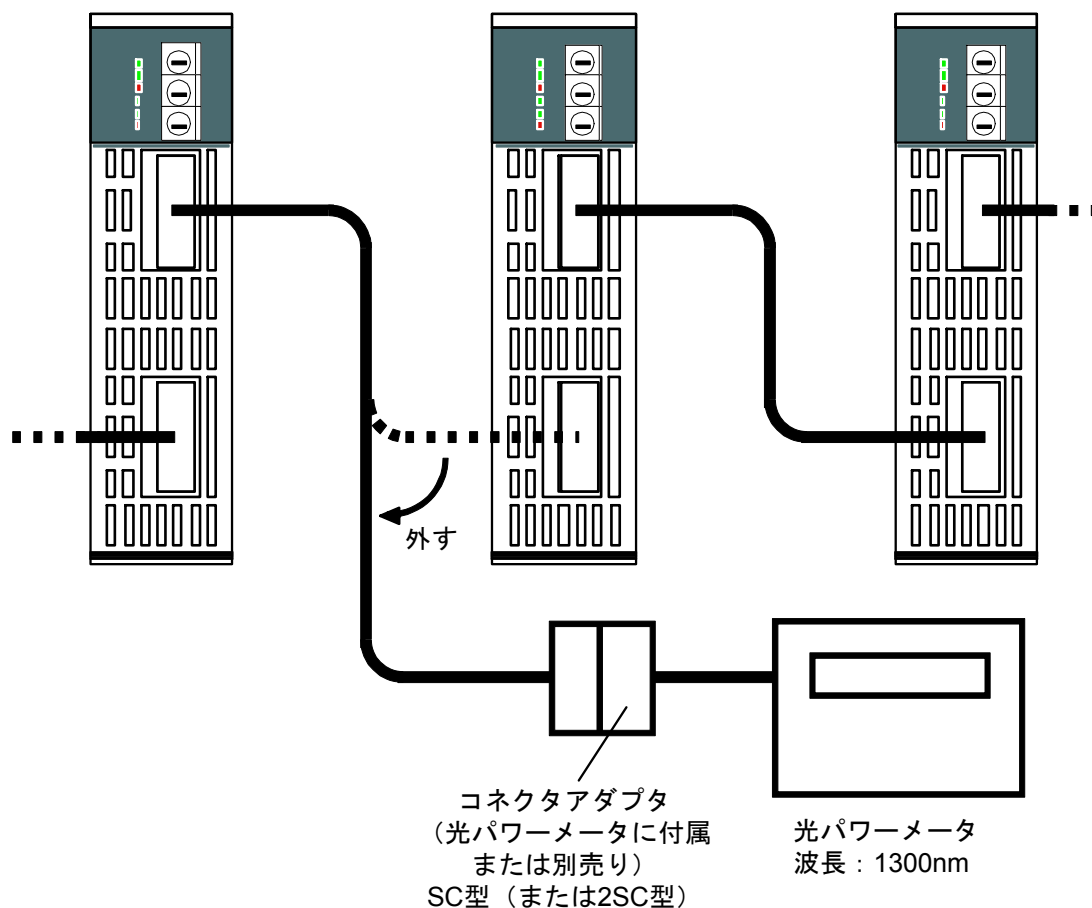 外す
コネクタアダプタ
（光パワーメータに付属
または別売り）
SC型（または2SC型）
光パワーメータ
波長：1300nm